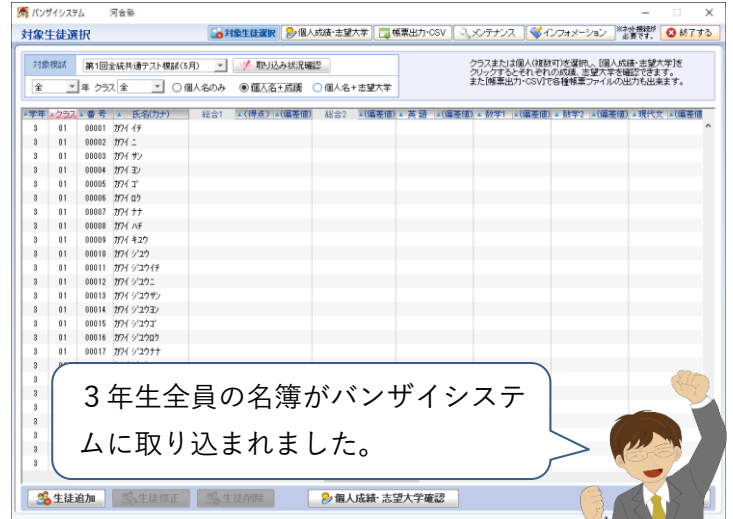 バンザイシステム 河合塾
対象生徒選択 対象生徒選択 個人成績・志望大学 帳票出力・CSV メンテナンス インフォメーション ※ネット接続が必要です。 終了する
対象模試 第1回全統共通テスト模試(5月) 取り込み状況確認
全 年 クラス 全 個人名のみ 個人名+成績 個人名+志望大学
クラスまたは個人(複数可)を選択し、[個人成績・志望大学]を
クリックするとそれぞれの成績、志望大学を確認できます。
また[帳票出力・CSV]で各種帳票ファイルの出力も出来ます。
学年 クラス 番号 氏名(カナ) 総合1 (得点) (偏差値) 総合2 (偏差値) 英語 (偏差値) 数学1 (偏差値) 数学2 (偏差値) 現代文 (偏差値
3 01 00001 カワイ イチ
3 01 00002 カワイ ニ
3 01 00003 カワイ サン
3 01 00004 カワイ ヨン
3 01 00005 カワイ ゴ
3 01 00006 カワイ ロク
3 01 00007 カワイ ナナ
3 01 00008 カワイ ハチ
3 01 00009 カワイ キュウ
3 01 00010 カワイ ジュウ
3 01 00011 カワイ ジュウイチ
3 01 00012 カワイ ジュウニ
3 01 00013 カワイ ジュウサン
3 01 00014 カワイ ジュウヨン
3 01 00015 カワイ ジュウゴ
3 01 00016 カワイ ジュウロク
3 01 00017 カワイ ジュウナナ
3
3
3
3
3
3
3
3
3年生全員の名簿がバンザイシステ
ムに取り込まれました。
生徒追加 生徒修正 生徒削除 個人成績・志望大学確認